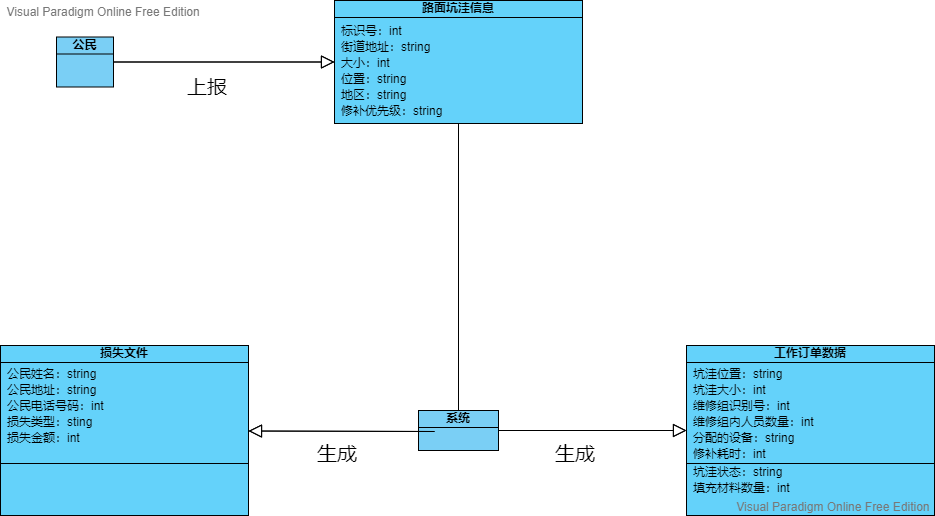 Visual Paradigm Online Free Edition
路面坑洼信息
标识号：int
街道地址：string
大小：int
位置：string
地区：string
修补优先级：string
公民
上报
损失文件
公民姓名：string
公民地址：string
公民电话号码：int
损失类型：sting
损失金额：int
系统
生成
生成
工作订单数据
坑洼位置：string
坑洼大小：int
维修组识别号：int
维修组内人员数量：int
分配的设备：string
修补耗时：int
坑洼状态：string
填充材料数量：int
Visual Paradigm Online Free Edition